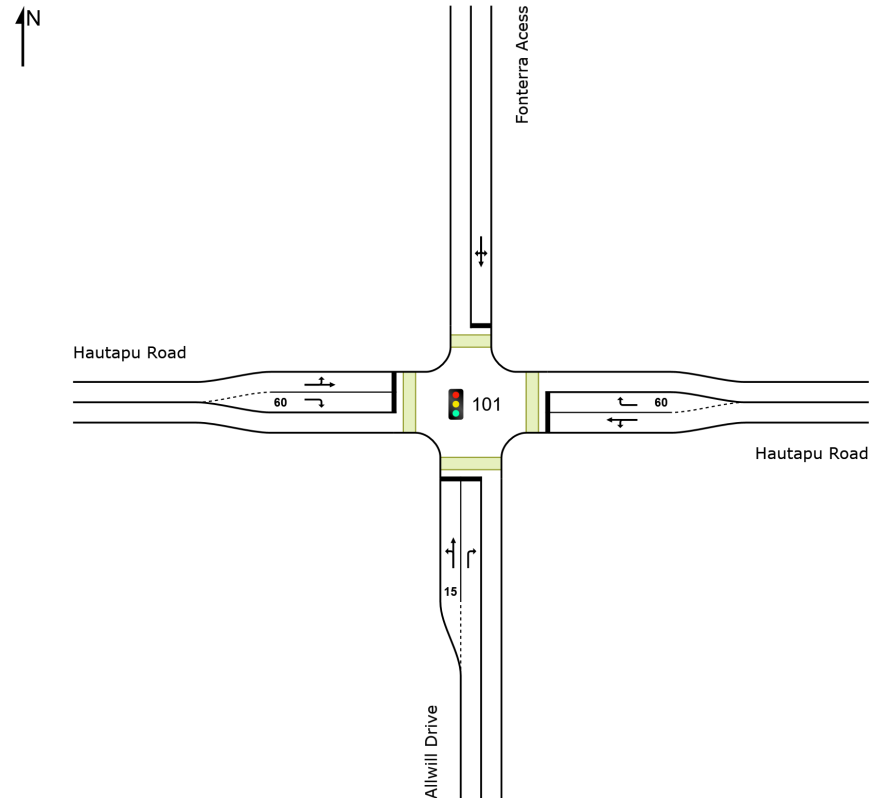 N
Fonterra Acess
Hautapu Road
60
101
60
Hautapu Road
15
Allwill Drive